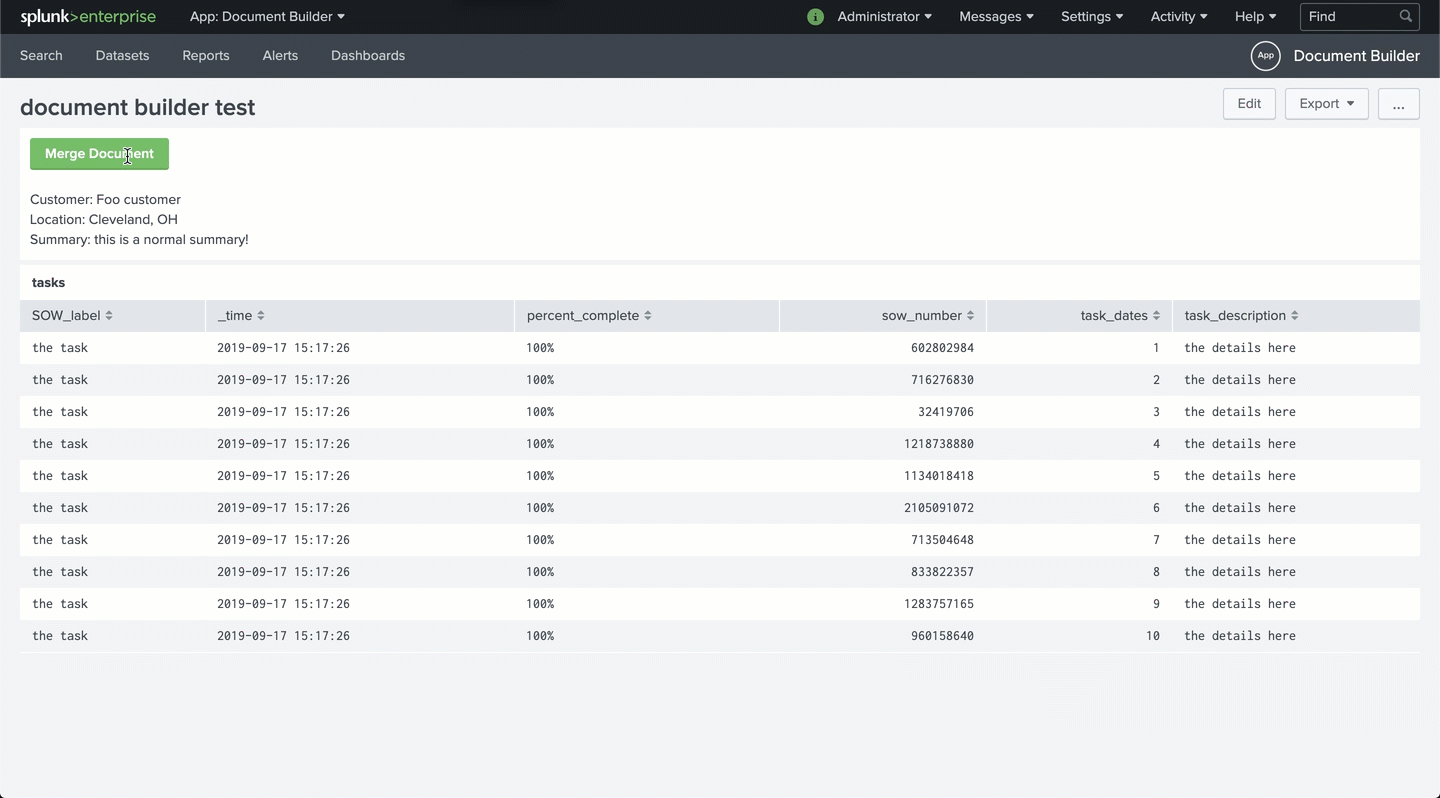 splunk>enterprise App: Document Builder i Administrator Messages Settings Activity Help Find
Search Datasets Reports Alerts Dashboards App Document Builder
document builder test Edit Export ...
Merge Document
Customer: Foo customer
Location: Cleveland, OH
Summary: this is a normal summary!
tasks
SOW_label _time percent_complete sow_number task_dates task_description
the task 2019-09-17 15:17:26 100% 602802984 1 the details here
the task 2019-09-17 15:17:26 100% 716276830 2 the details here
the task 2019-09-17 15:17:26 100% 32419706 3 the details here
the task 2019-09-17 15:17:26 100% 1218738880 4 the details here
the task 2019-09-17 15:17:26 100% 1134018418 5 the details here
the task 2019-09-17 15:17:26 100% 2105091072 6 the details here
the task 2019-09-17 15:17:26 100% 713504648 7 the details here
the task 2019-09-17 15:17:26 100% 833822357 8 the details here
the task 2019-09-17 15:17:26 100% 1283757165 9 the details here
the task 2019-09-17 15:17:26 100% 960158640 10 the details here